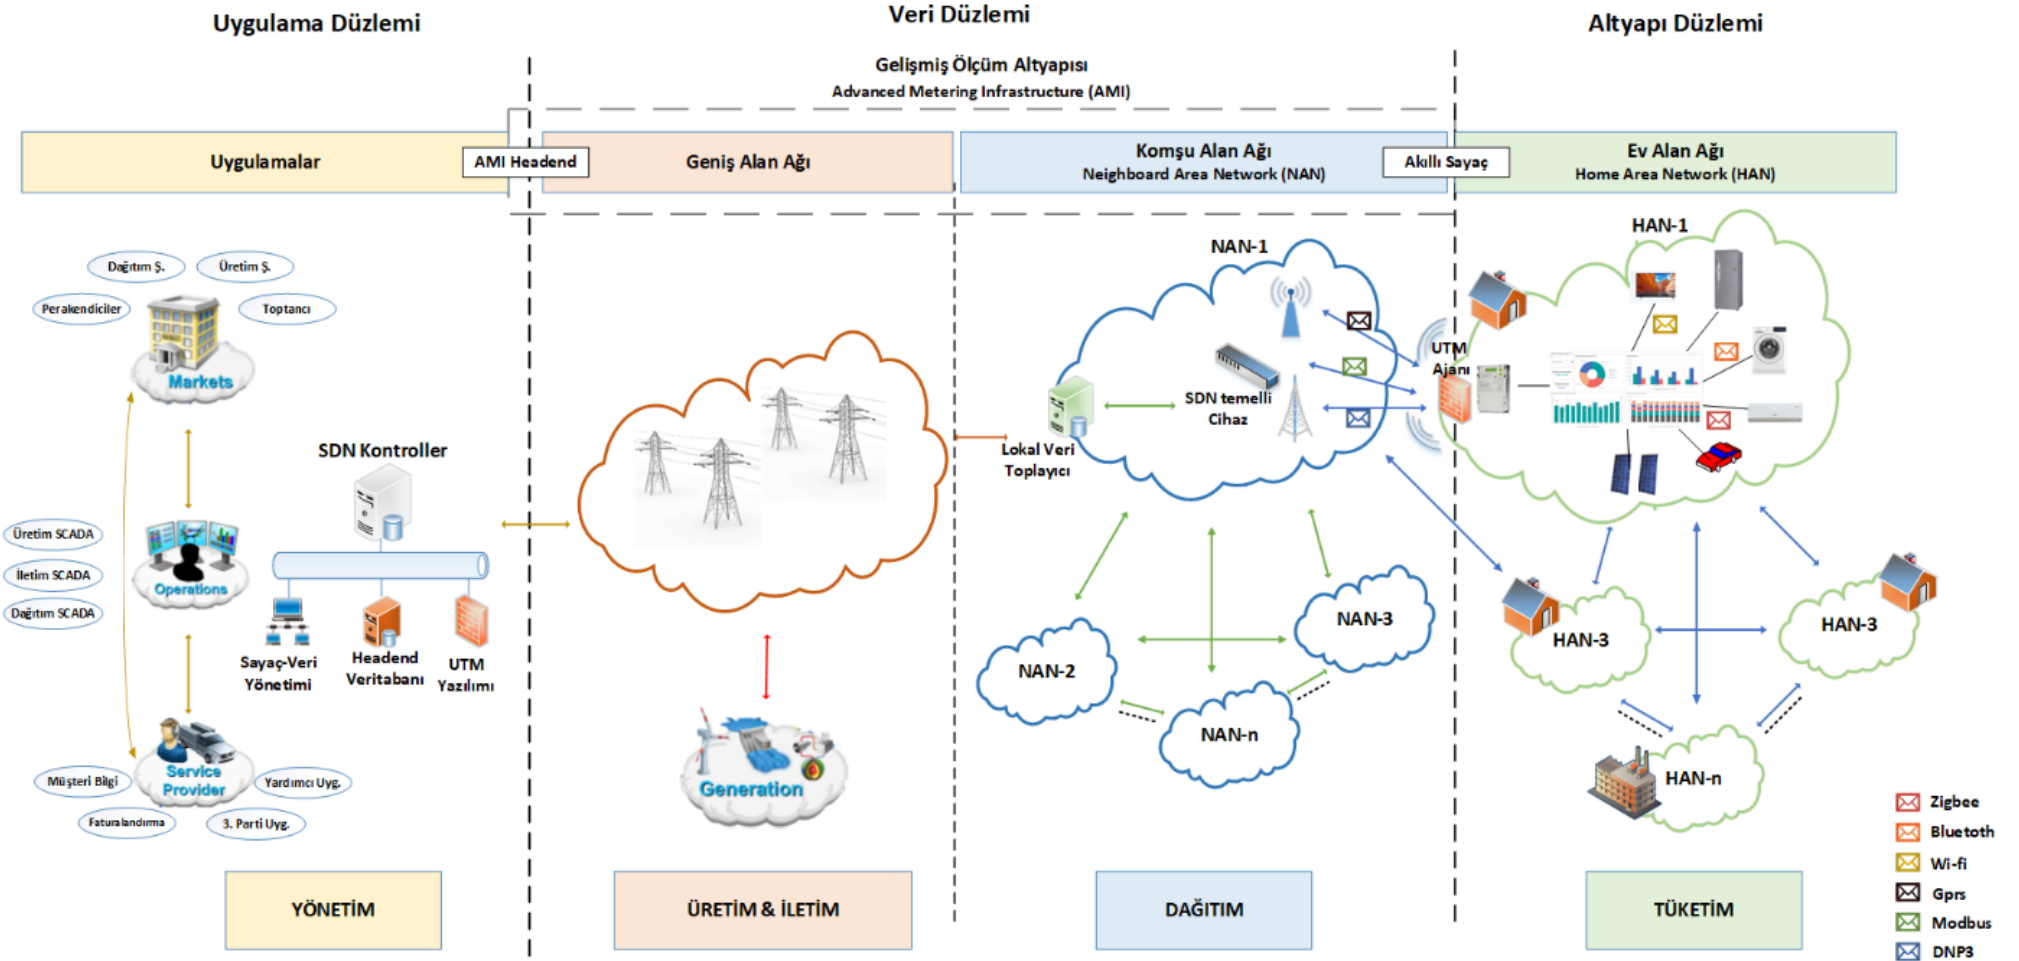 Uygulama Düzlemi
Veri Düzlemi
Altyapı Düzlemi
Gelişmiş Ölçüm Altyapısı
Advanced Metering Infrastructure (AMI)
Uygulamalar
AMI Headend
Geniş Alan Ağı
Komşu Alan Ağı
Neighboard Area Network (NAN)
Akıllı Sayaç
Ev Alan Ağı
Home Area Network (HAN)
Dağıtım Ş.
Üretim Ş.
Perakendiciler
Toptancı
Markets
SDN Kontroller
Üretim SCADA
İletim SCADA
Dağıtım SCADA
Operations
Sayaç-Veri
Yönetimi
Headend
Veritabanı
UTM
Yazılımı
Service
Provider
Müşteri Bilgi
Yardımcı Uyg.
Faturalandırma
3. Parti Uyg.
Generation
NAN-1
SDN temelli
Cihaz
Lokal Veri
Toplayıcı
UTM
Ajanı
NAN-2
NAN-3
NAN-n
HAN-1
HAN-3
HAN-3
HAN-n
Zigbee
Bluetoth
Wi-fi
Gprs
Modbus
DNP3
YÖNETİM
ÜRETİM & İLETİM
DAĞITIM
TÜKETİM